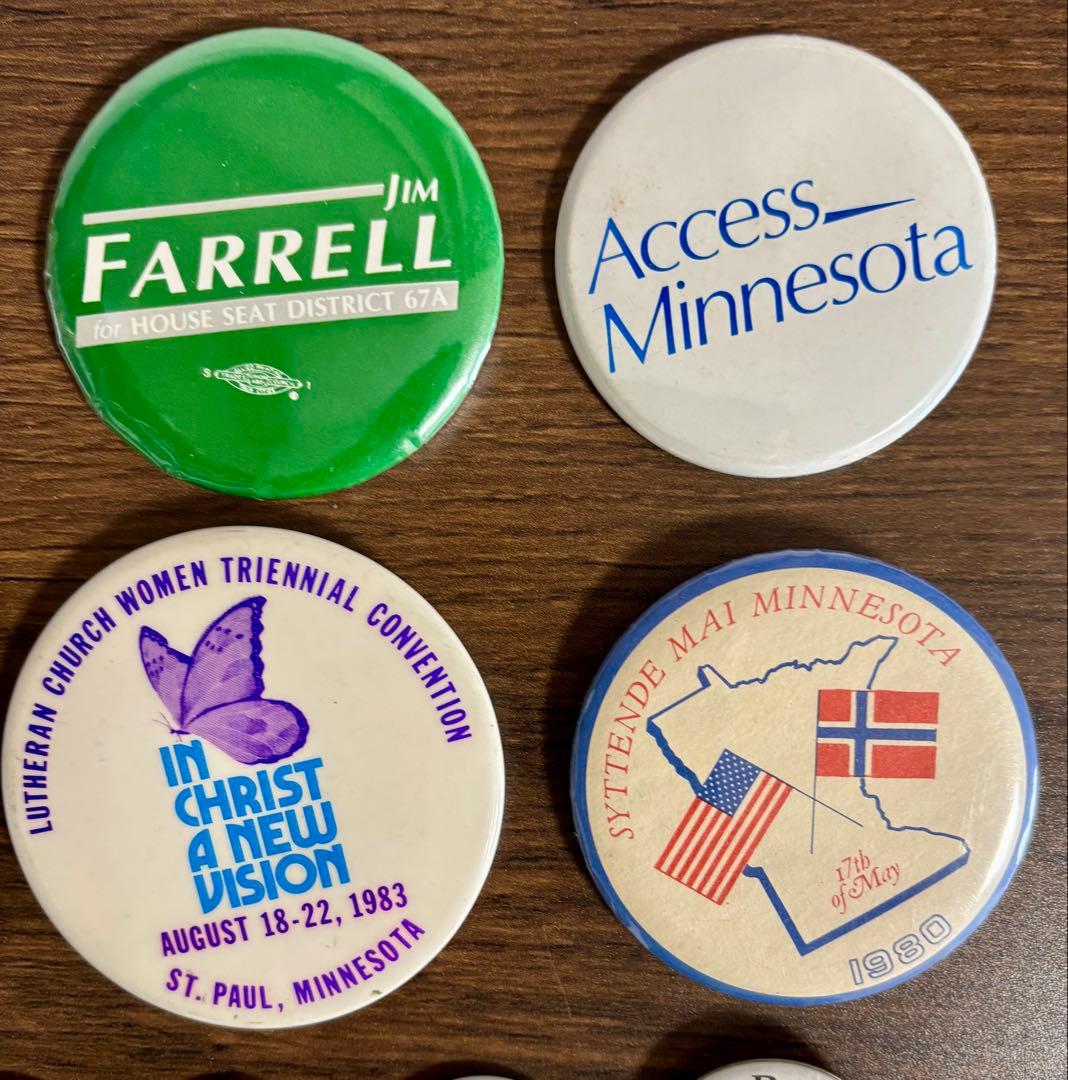 JIM
FARRELL
for HOUSE SEAT DISTRICT 67A
Access
Minnesota
LUTHERAN CHURCH WOMEN TRIENNIAL CONVENTION
IN
CHRIST
A NEW
VISION
AUGUST 18-22, 1983
ST. PAUL, MINNESOTA
SYTTENDE MAI MINNESOTA
17th
of May
1980